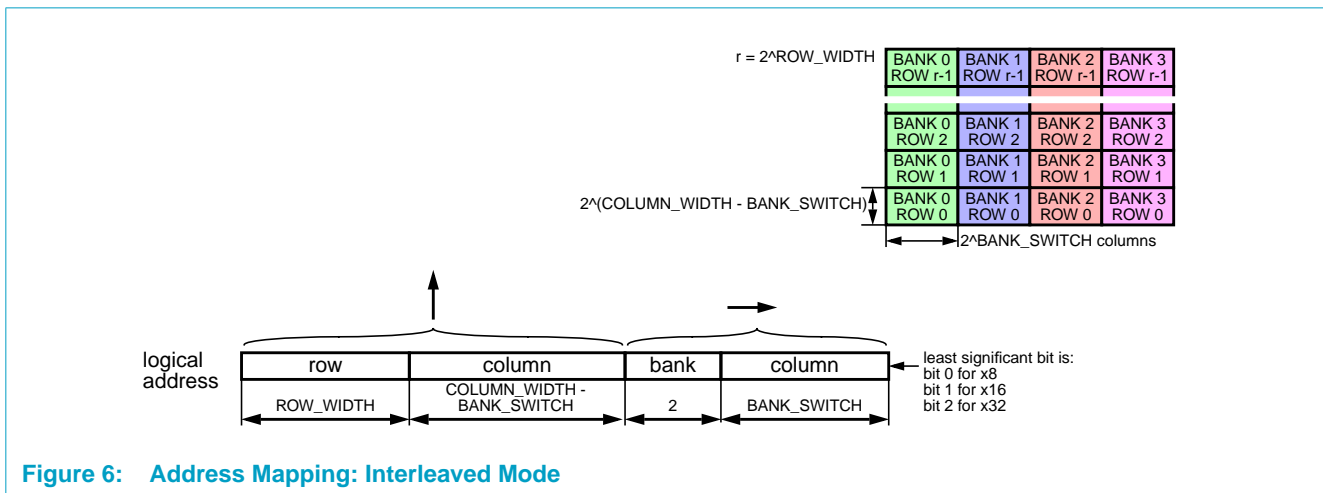 r = 2^ROW_WIDTH
BANK 0 BANK 1 BANK 2 BANK 3
ROW r-1 ROW r-1 ROW r-1 ROW r-1
BANK 0 BANK 1 BANK 2 BANK 3
ROW 2 ROW 2 ROW 2 ROW 2
BANK 0 BANK 1 BANK 2 BANK 3
ROW 1 ROW 1 ROW 1 ROW 1
2^(COLUMN_WIDTH - BANK_SWITCH)
BANK 0 BANK 1 BANK 2 BANK 3
ROW 0 ROW 0 ROW 0 ROW 0
2^BANK_SWITCH columns
logical
address
row column bank column
ROW_WIDTH
COLUMN_WIDTH -
BANK_SWITCH
2
BANK_SWITCH
least significant bit is:
bit 0 for x8
bit 1 for x16
bit 2 for x32
Figure 6: Address Mapping: Interleaved Mode